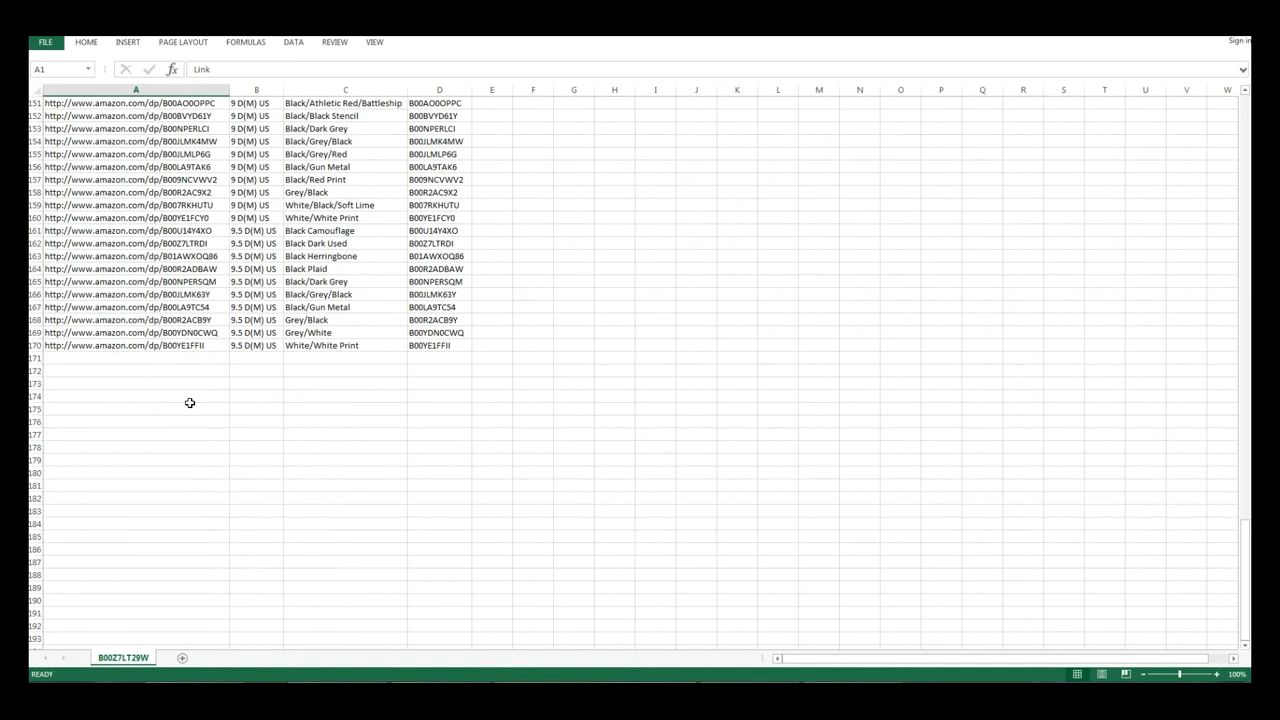 FILE HOME INSERT PAGE LAYOUT FORMULAS DATA REVIEW VIEW Sign in
A1 fx Link
A B C D E F G H I J K L M N O P Q R S T U V W
151 http://www.amazon.com/dp/B00AO0OPPC 9 D(M) US Black/Athletic Red/Battleship B00AO0OPPC
152 http://www.amazon.com/dp/B00BVYD61Y 9 D(M) US Black/Black Stencil B00BVYD61Y
153 http://www.amazon.com/dp/B00NPERLCI 9 D(M) US Black/Dark Grey B00NPERLCI
154 http://www.amazon.com/dp/B00JLMK4MW 9 D(M) US Black/Grey/Black B00JLMK4MW
155 http://www.amazon.com/dp/B00JLMLP6G 9 D(M) US Black/Grey/Red B00JLMLP6G
156 http://www.amazon.com/dp/B00LA9TAK6 9 D(M) US Black/Gun Metal B00LA9TAK6
157 http://www.amazon.com/dp/B009NCVWV2 9 D(M) US Black/Red Print B009NCVWV2
158 http://www.amazon.com/dp/B00R2AC9X2 9 D(M) US Grey/Black B00R2AC9X2
159 http://www.amazon.com/dp/B007RKHUTU 9 D(M) US White/Black/Soft Lime B007RKHUTU
160 http://www.amazon.com/dp/B00YE1FCY0 9 D(M) US White/White Print B00YE1FCY0
161 http://www.amazon.com/dp/B00U14Y4XO 9.5 D(M) US Black Camouflage B00U14Y4XO
162 http://www.amazon.com/dp/B00Z7LTRDI 9.5 D(M) US Black Dark Used B00Z7LTRDI
163 http://www.amazon.com/dp/B01AWXOQ86 9.5 D(M) US Black Herringbone B01AWXOQ86
164 http://www.amazon.com/dp/B00R2ADBAW 9.5 D(M) US Black Plaid B00R2ADBAW
165 http://www.amazon.com/dp/B00NPERSQM 9.5 D(M) US Black/Dark Grey B00NPERSQM
166 http://www.amazon.com/dp/B00JLMK63Y 9.5 D(M) US Black/Grey/Black B00JLMK63Y
167 http://www.amazon.com/dp/B00LA9TC54 9.5 D(M) US Black/Gun Metal B00LA9TC54
168 http://www.amazon.com/dp/B00R2ACB9Y 9.5 D(M) US Grey/Black B00R2ACB9Y
169 http://www.amazon.com/dp/B00YDN0CWQ 9.5 D(M) US Grey/White B00YDN0CWQ
170 http://www.amazon.com/dp/B00YE1FFII 9.5 D(M) US White/White Print B00YE1FFII
171
172
173
174
175
176
177
178
179
180
181
182
183
184
185
186
187
188
189
190
191
192
193
B00Z7LT29W
READY 100%